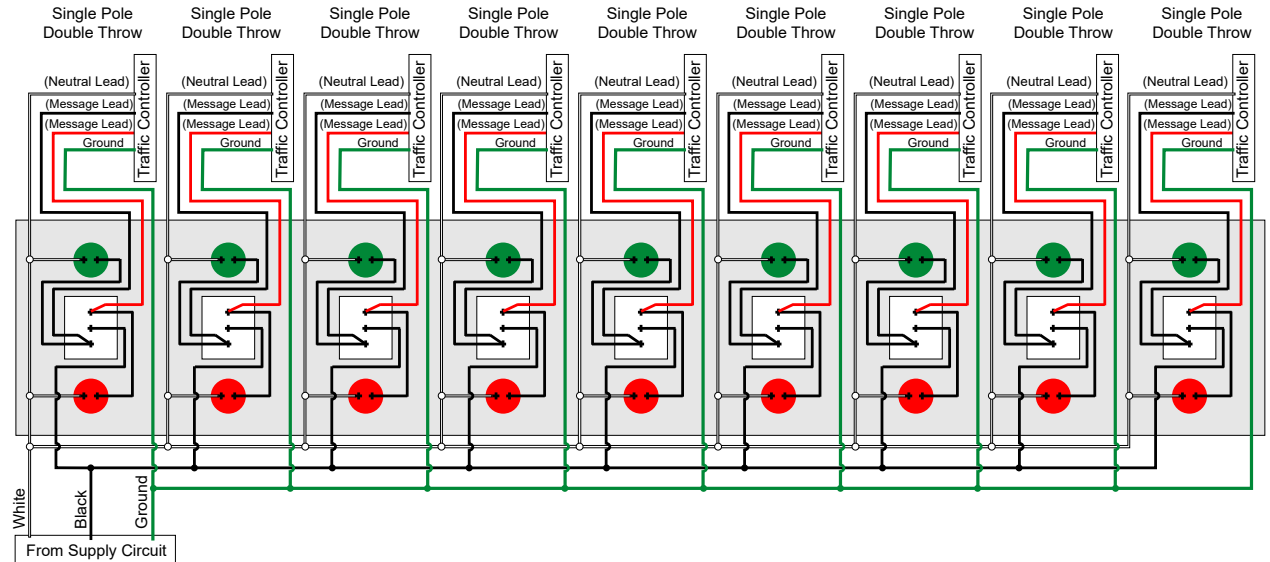 Single Pole
Double Throw
Single Pole
Double Throw
Single Pole
Double Throw
Single Pole
Double Throw
Single Pole
Double Throw
Single Pole
Double Throw
Single Pole
Double Throw
Single Pole
Double Throw
Single Pole
Double Throw
(Neutral Lead)
(Message Lead)
(Message Lead)
Ground
Traffic Controller
(Neutral Lead)
(Message Lead)
(Message Lead)
Ground
Traffic Controller
(Neutral Lead)
(Message Lead)
(Message Lead)
Ground
Traffic Controller
(Neutral Lead)
(Message Lead)
(Message Lead)
Ground
Traffic Controller
(Neutral Lead)
(Message Lead)
(Message Lead)
Ground
Traffic Controller
(Neutral Lead)
(Message Lead)
(Message Lead)
Ground
Traffic Controller
(Neutral Lead)
(Message Lead)
(Message Lead)
Ground
Traffic Controller
(Neutral Lead)
(Message Lead)
(Message Lead)
Ground
Traffic Controller
(Neutral Lead)
(Message Lead)
(Message Lead)
Ground
Traffic Controller
White
Black
Ground
From Supply Circuit